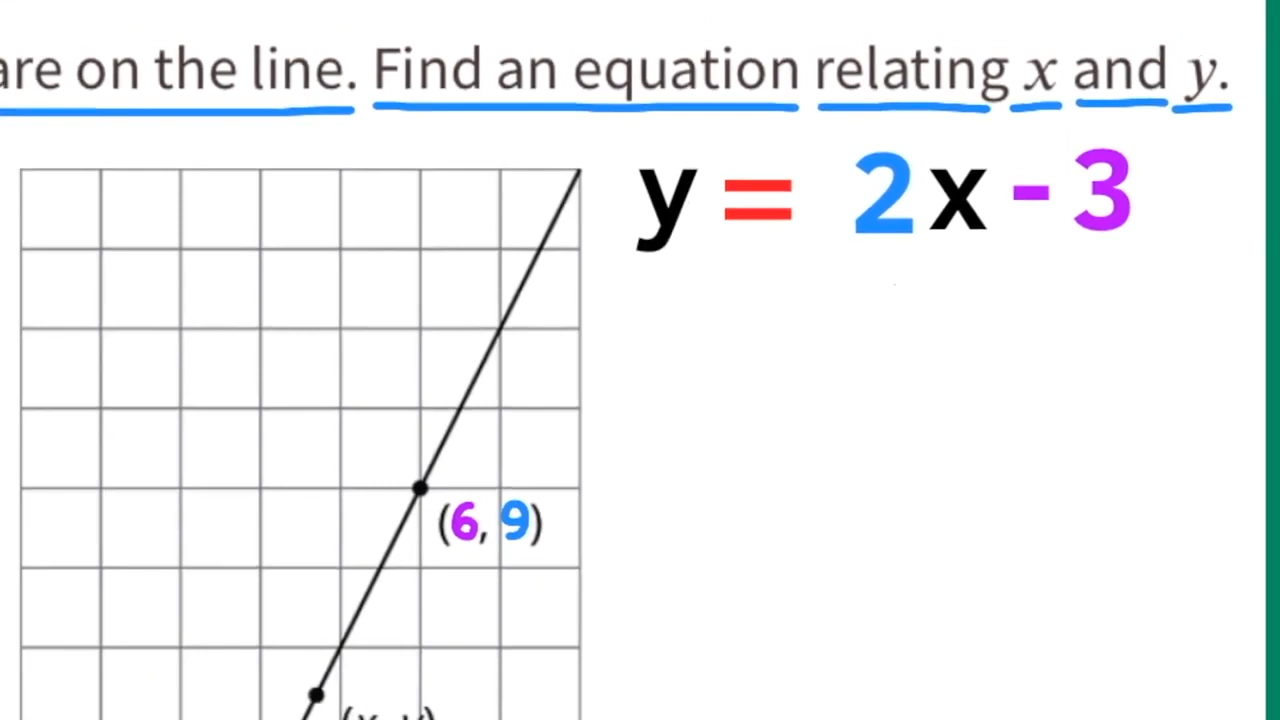 are on the line. Find an equation relating x and y.
y = 2x - 3
(6, 9)
(x, y)